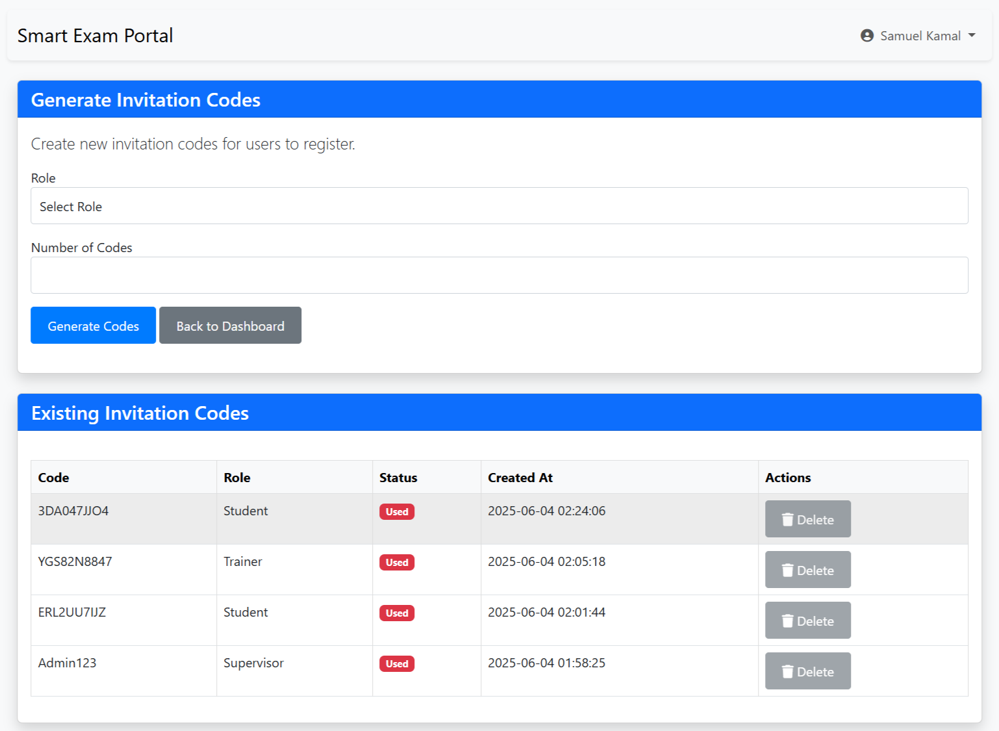 Smart Exam Portal
Samuel Kamal
Generate Invitation Codes
Create new invitation codes for users to register.
Role
Select Role
Number of Codes
Generate Codes Back to Dashboard
Existing Invitation Codes
Code Role Status Created At Actions
3DA047JJO4 Student Used 2025-06-04 02:24:06 Delete
YGS82N8847 Trainer Used 2025-06-04 02:05:18 Delete
ERL2UU7IJZ Student Used 2025-06-04 02:01:44 Delete
Admin123 Supervisor Used 2025-06-04 01:58:25 Delete